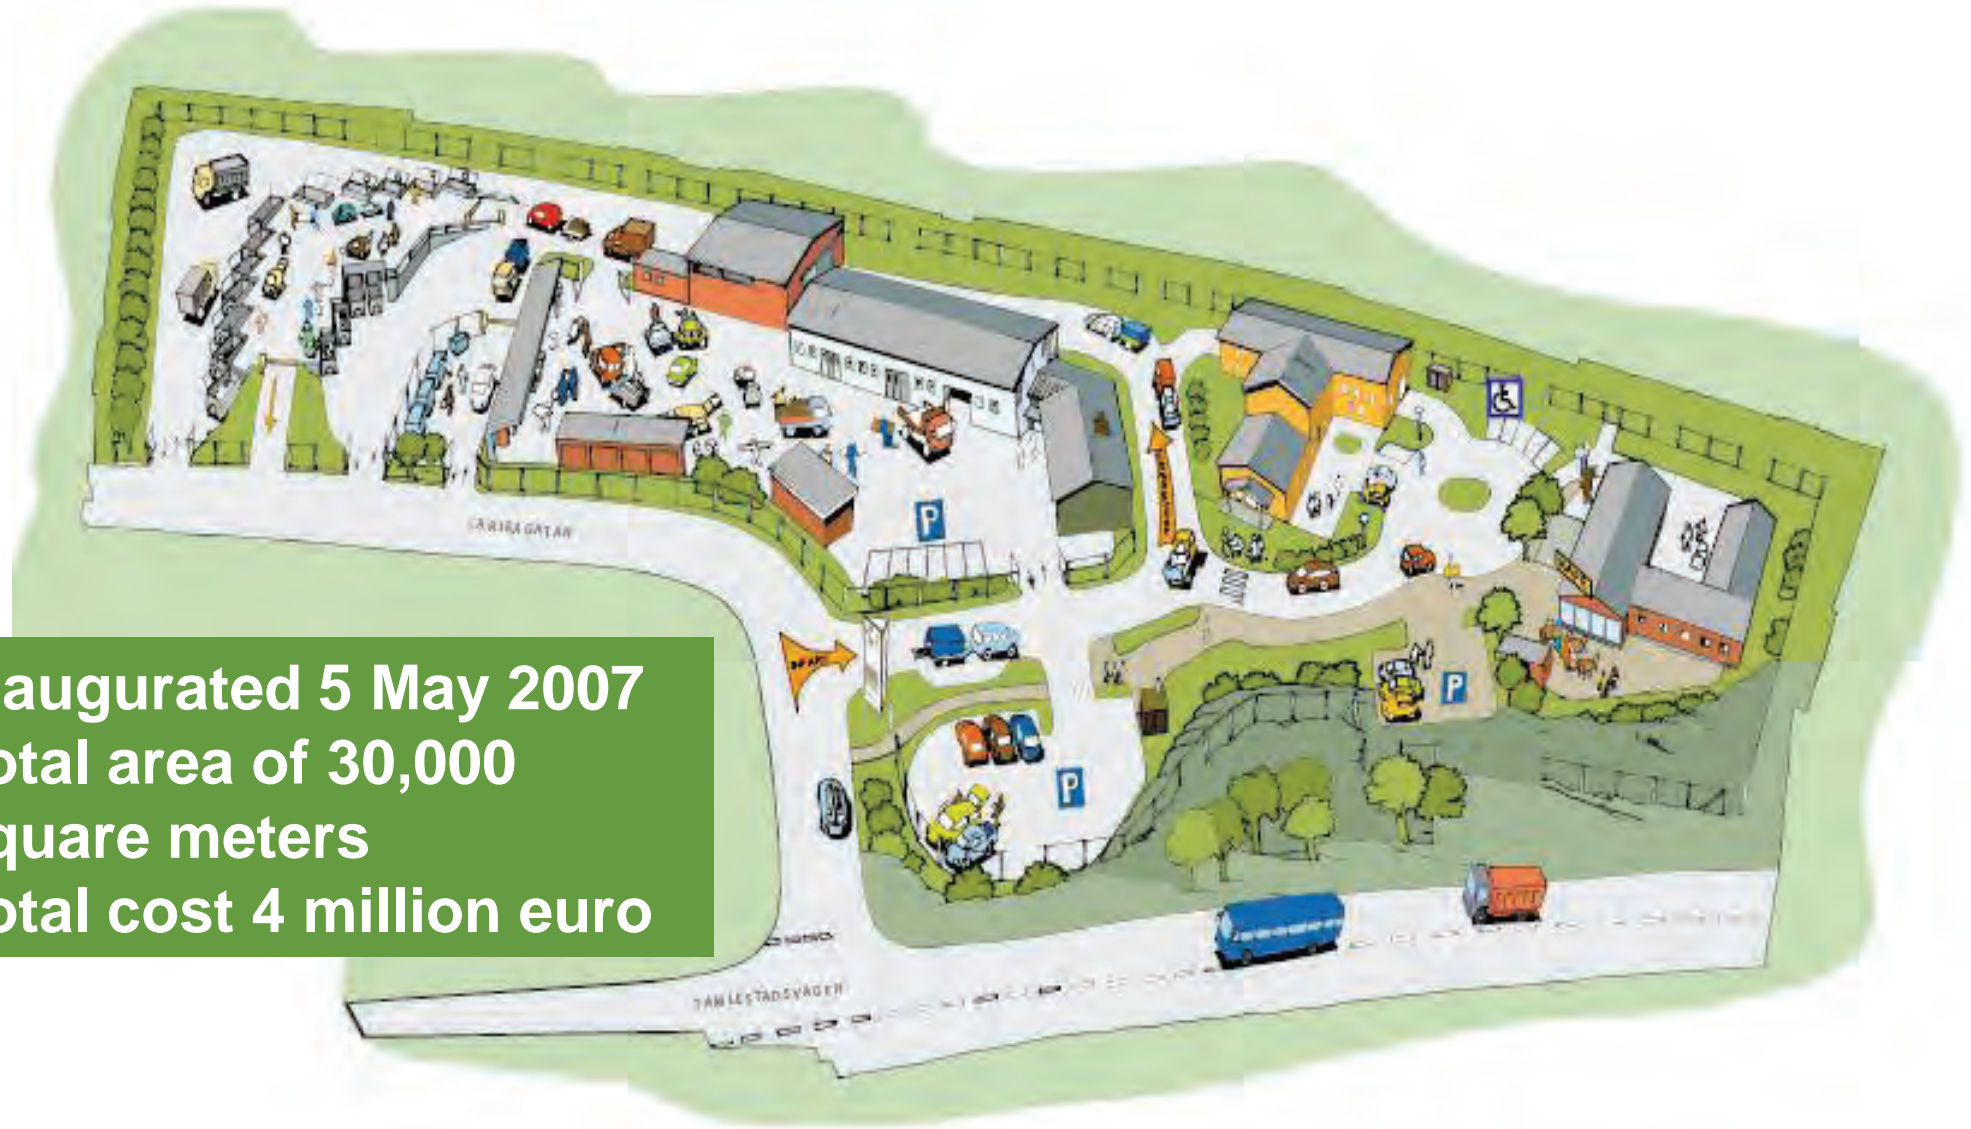 P
P
P
augurated 5 May 2007
otal area of 30,000
quare meters
otal cost 4 million euro